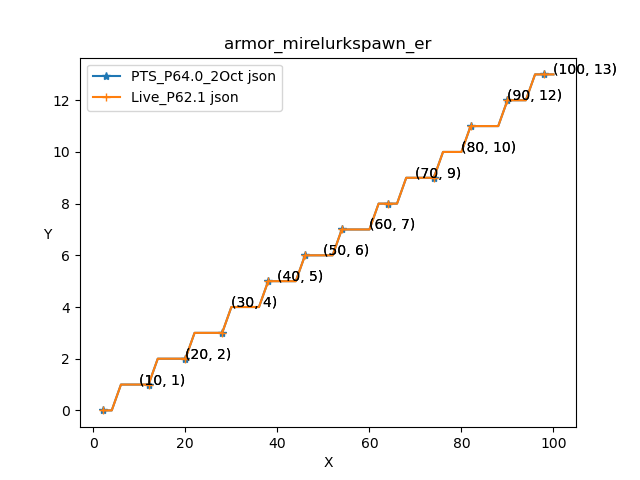 armor_mirelurkspawn_er
PTS_P64.0_2Oct json
Live_P62.1 json
(100, 13)
(90, 12)
(80, 10)
(70, 9)
(60, 7)
(50, 6)
(40, 5)
(30, 4)
(20, 2)
(10, 1)
12
10
8
6
4
2
0
Y
0 20 40 60 80 100
X